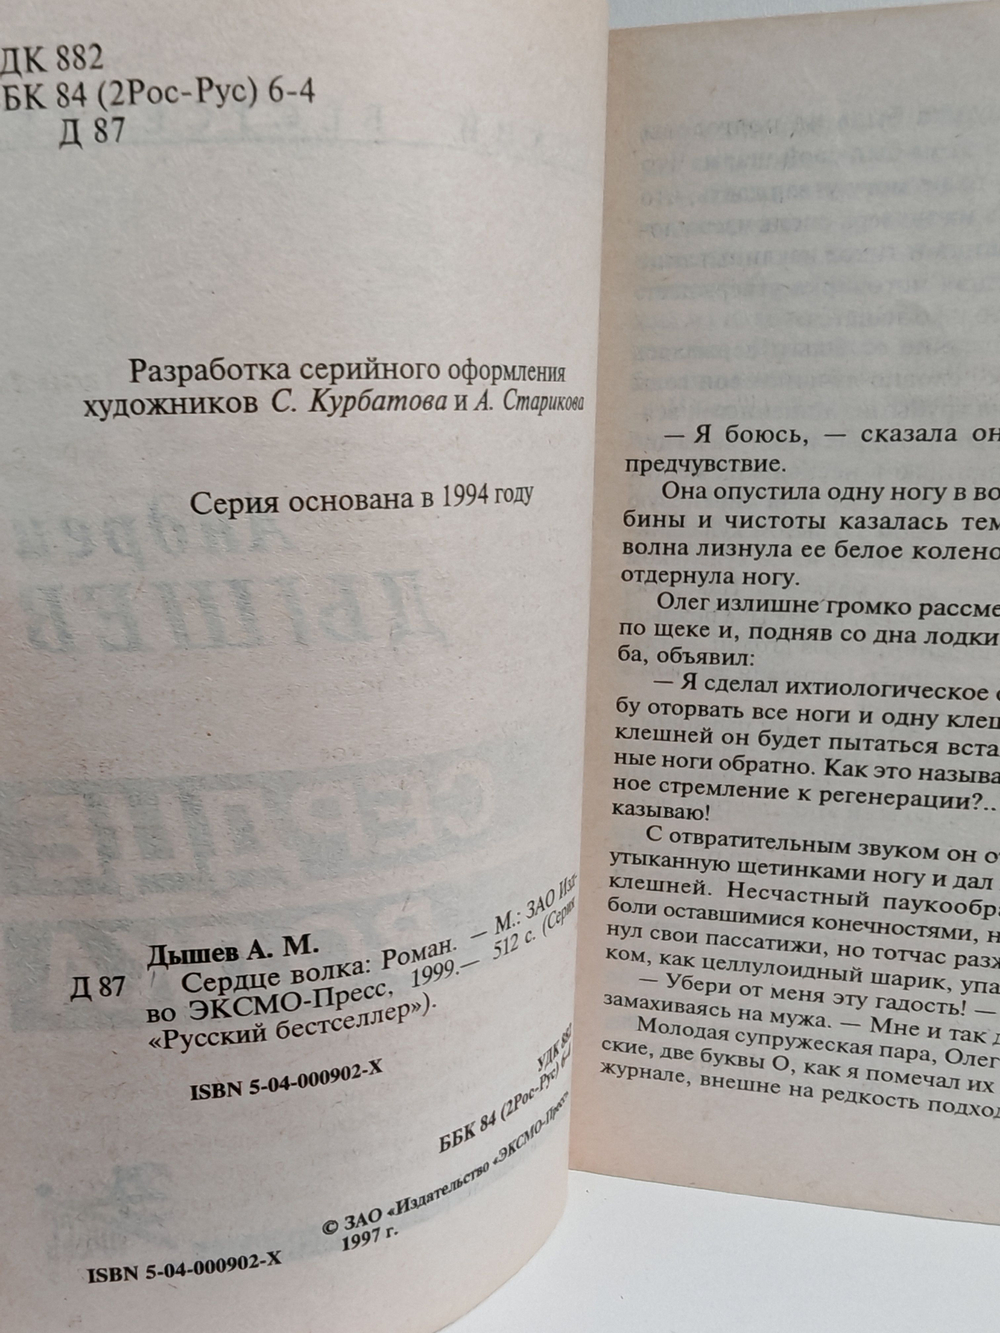 ДК 882
БК 84 (2Рос-Рус) 6-4
Д 87
Разработка серийного оформления
художников С. Курбатова и А. Старикова
Серия основана в 1994 году
Дышев А. М.
Д 87 Сердце волка: Роман. — М.: ЗАО Изд-
во ЭКСМО-Пресс, 1999.— 512 с. (Серия
«Русский бестселлер»).
ISBN 5-04-000902-X
УДК 882
ББК 84 (2Рос-Рус) 6-4
© ЗАО «Издательство «ЭКСМО-Пресс»
1997 г.
ISBN 5-04-000902-X
— Я боюсь, — сказала он
предчувствие.
Она опустила одну ногу в во
бины и чистоты казалась тем
волна лизнула ее белое колено
отдернула ногу.
Олег излишне громко рассме
по щеке и, подняв со дна лодки
ба, объявил:
— Я сделал ихтиологическое
бу оторвать все ноги и одну клеш
клешней он будет пытаться вста
ные ноги обратно. Как это называ
ное стремление к регенерации?..
казываю!
С отвратительным звуком он о
утыканную щетинками ногу и дал
клешней. Несчастный паукообра
боли оставшимися конечностями, н
нул свои пассатижи, но тотчас разж
ком, как целлулоидный шарик, упа
— Убери от меня эту гадость! —
замахиваясь на мужа. — Мне и так д
Молодая супружеская пара, Олег
ские, две буквы О, как я помечал их
журнале, внешне на редкость подход